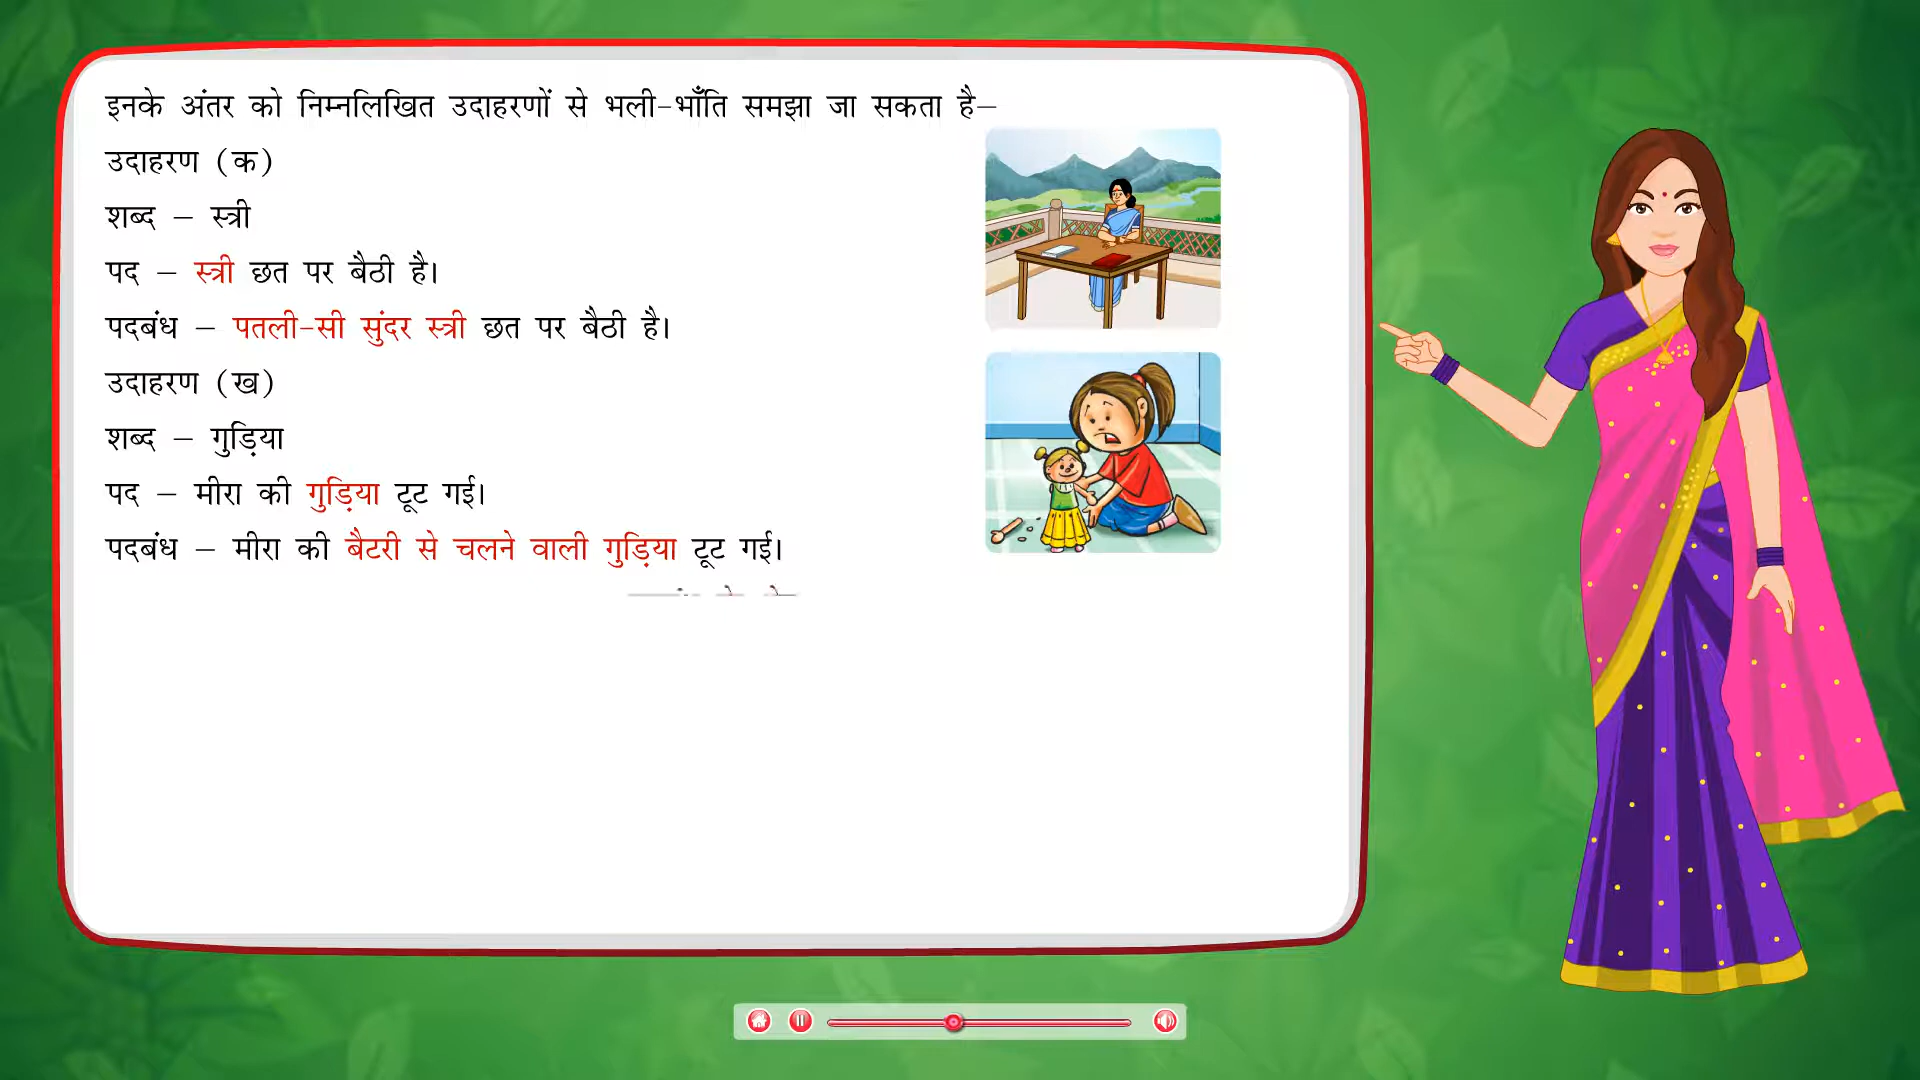 इनके अंतर को निम्नलिखित उदाहरणों से भली-भाँति समझा जा सकता है–
उदाहरण (क)
शब्द – स्त्री
पद – स्त्री छत पर बैठी है।
पदबंध – पतली-सी सुंदर स्त्री छत पर बैठी है।
उदाहरण (ख)
शब्द – गुड़िया
पद – मीरा की गुड़िया टूट गई।
पदबंध – मीरा की बैटरी से चलने वाली गुड़िया टूट गई।